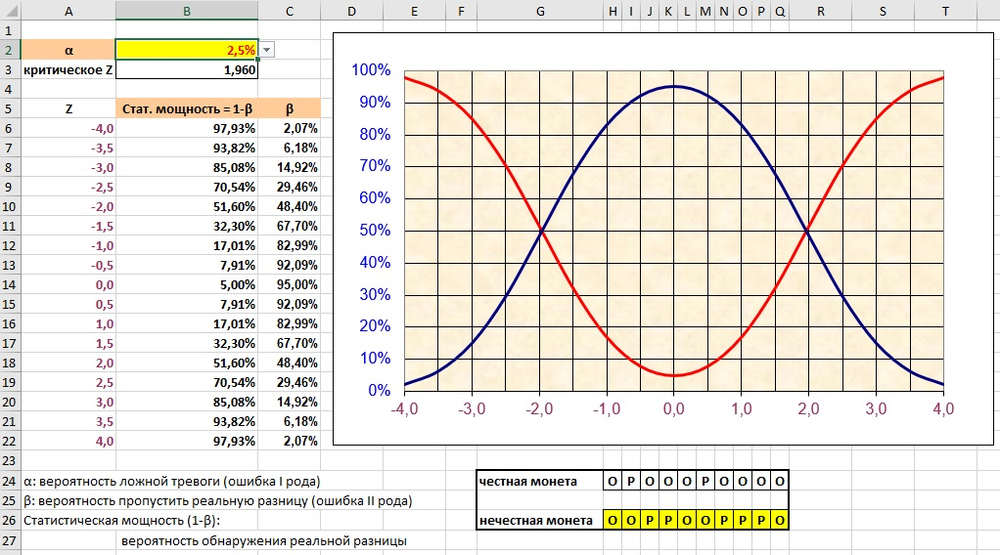 A B C D E F G H I J K L M N O P Q R S T
1
2 α 2,5%
3 критическое Z 1,960
4
5 Z Стат. мощность = 1-β β
6 -4,0 97,93% 2,07%
7 -3,5 93,82% 6,18%
8 -3,0 85,08% 14,92%
9 -2,5 70,54% 29,46%
10 -2,0 51,60% 48,40%
11 -1,5 32,30% 67,70%
12 -1,0 17,01% 82,99%
13 -0,5 7,91% 92,09%
14 0,0 5,00% 95,00%
15 0,5 7,91% 92,09%
16 1,0 17,01% 82,99%
17 1,5 32,30% 67,70%
18 2,0 51,60% 48,40%
19 2,5 70,54% 29,46%
20 3,0 85,08% 14,92%
21 3,5 93,82% 6,18%
22 4,0 97,93% 2,07%
100%
90%
80%
70%
60%
50%
40%
30%
20%
10%
0%
-4,0 -3,0 -2,0 -1,0 0,0 1,0 2,0 3,0 4,0
23
24 α: вероятность ложной тревоги (ошибка I рода) честная монета О Р О О О Р О О О О
25 β: вероятность пропустить реальную разницу (ошибка II рода)
26 Статистическая мощность (1-β): нечестная монета О О Р Р О О Р Р Р О
27 вероятность обнаружения реальной разницы